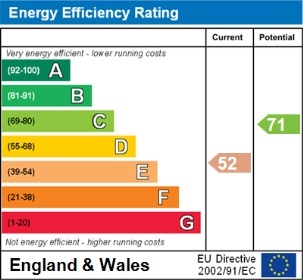 Energy Efficiency Rating
Current Potential
Very energy efficient - lower running costs
(92-100) A
(81-91) B
(69-80) C
71
(55-68) D
(39-54) E
52
(21-38) F
(1-20) G
Not energy efficient - higher running costs
England & Wales
EU Directive
2002/91/EC